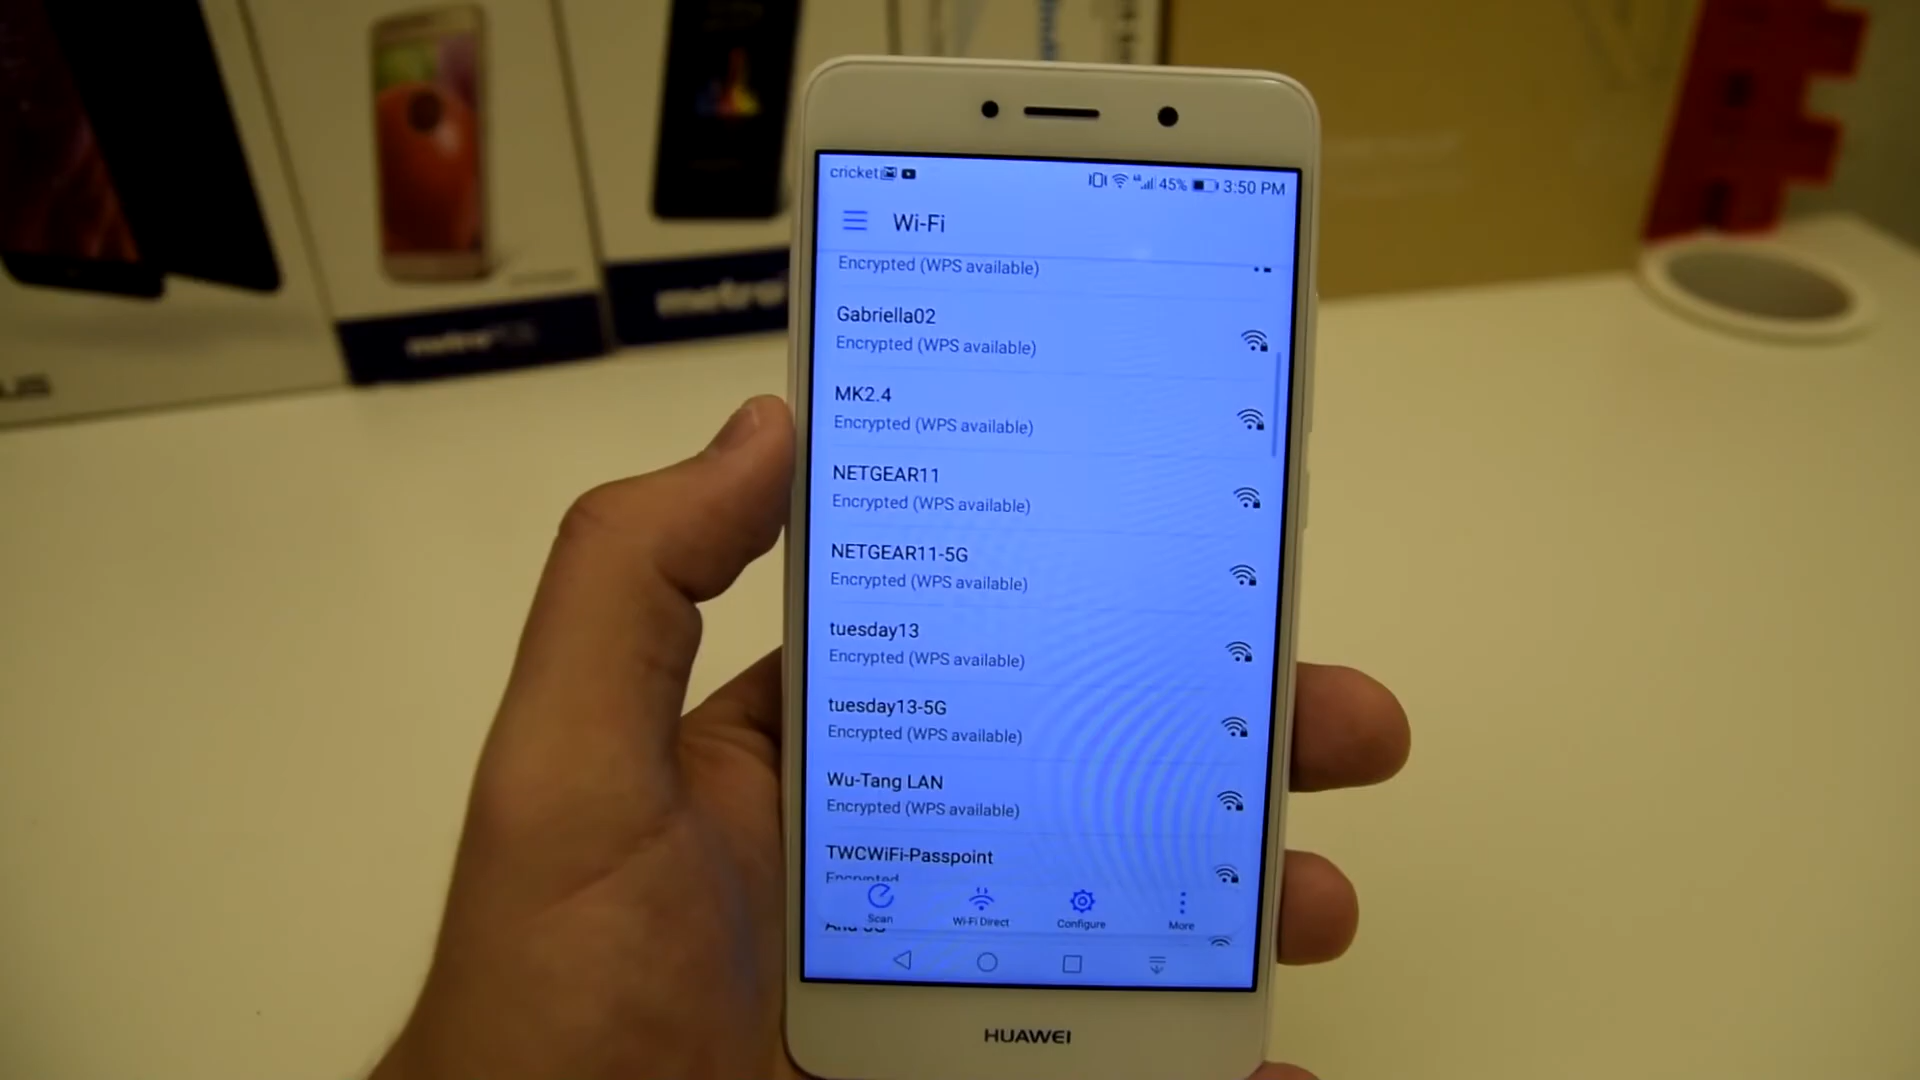 cricket
45% 3:50 PM
Wi-Fi
Encrypted (WPS available)
Gabriella02
Encrypted (WPS available)
MK2.4
Encrypted (WPS available)
NETGEAR11
Encrypted (WPS available)
NETGEAR11-5G
Encrypted (WPS available)
tuesday13
Encrypted (WPS available)
tuesday13-5G
Encrypted (WPS available)
Wu-Tang LAN
Encrypted (WPS available)
TWCWiFi-Passpoint
Encrypted
Scan
Wi-Fi Direct
Configure
More
HUAWEI
metro